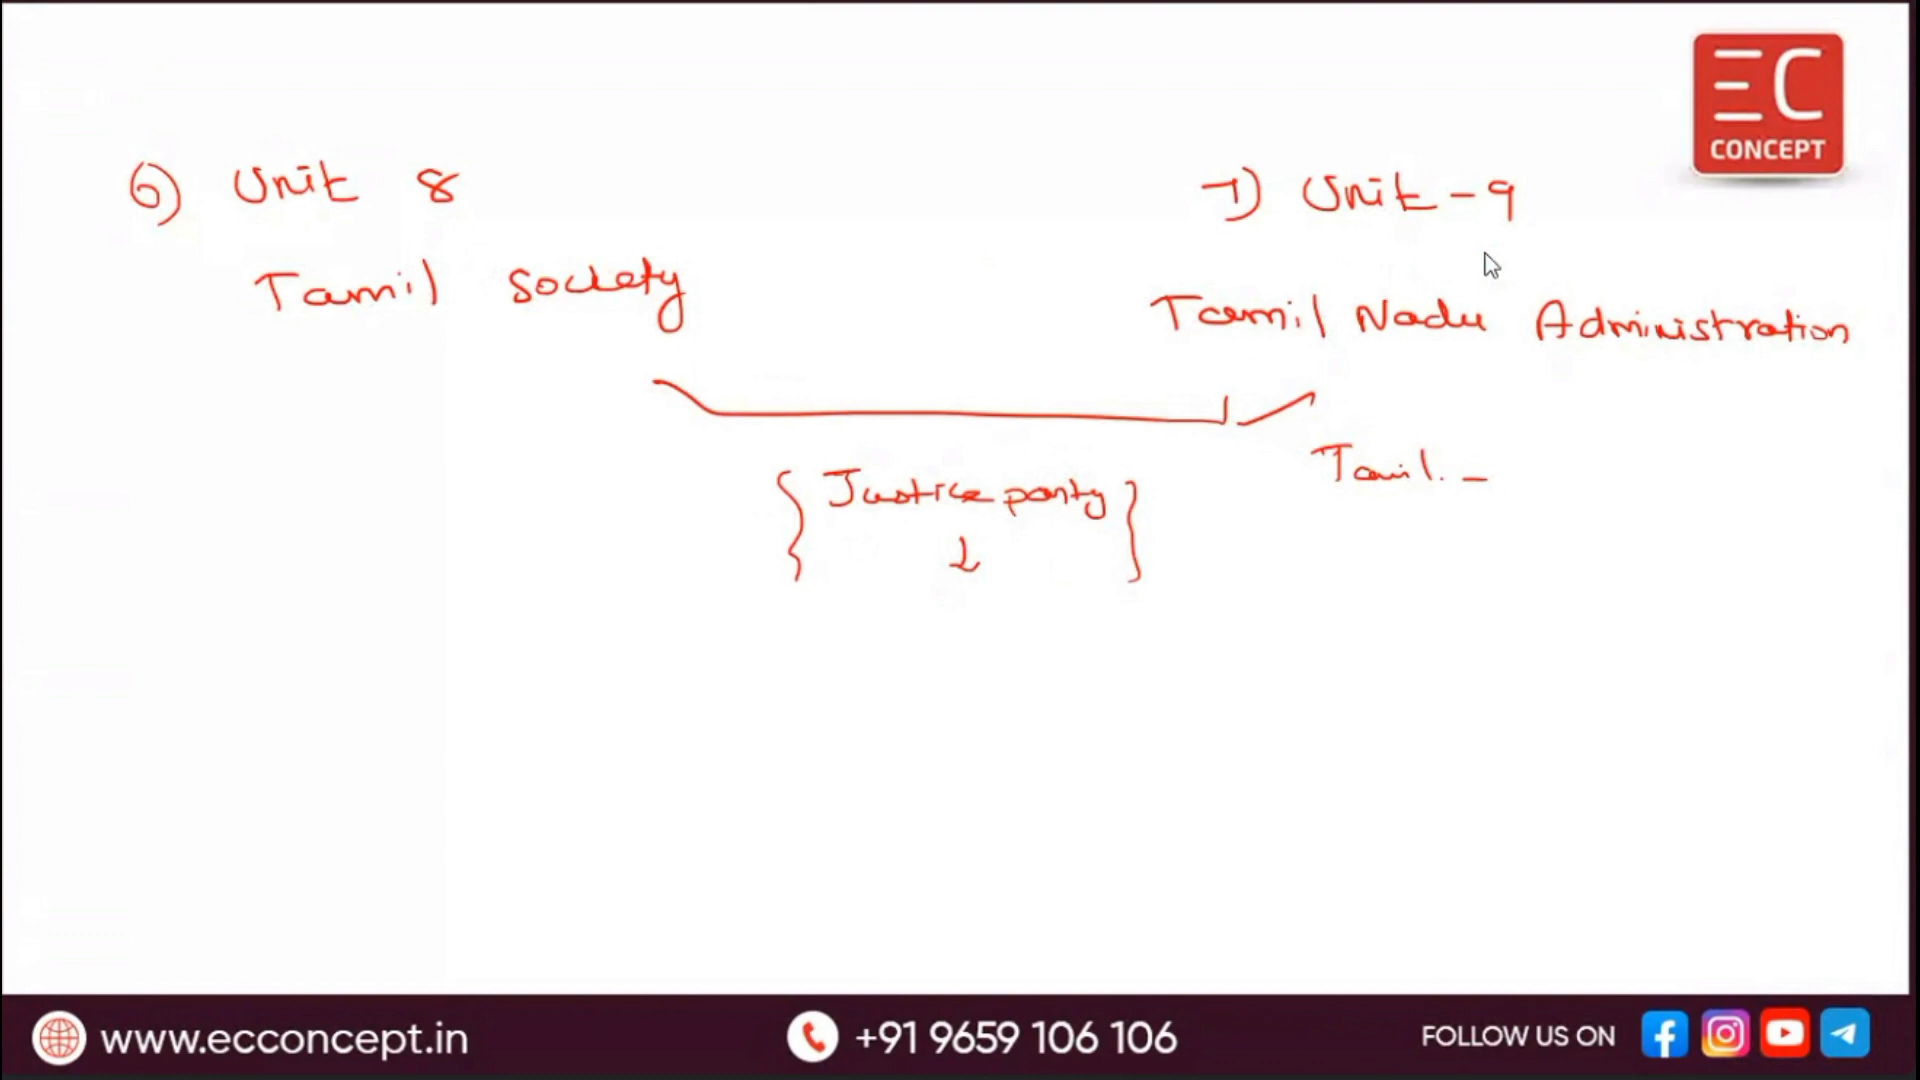 EC
CONCEPT
6) Unit 8
7) Unit - 9
Tamil Society
Tamil Nadu Administration
Justice party
Tamil. -
www.ecconcept.in
+91 9659 106 106
FOLLOW US ON